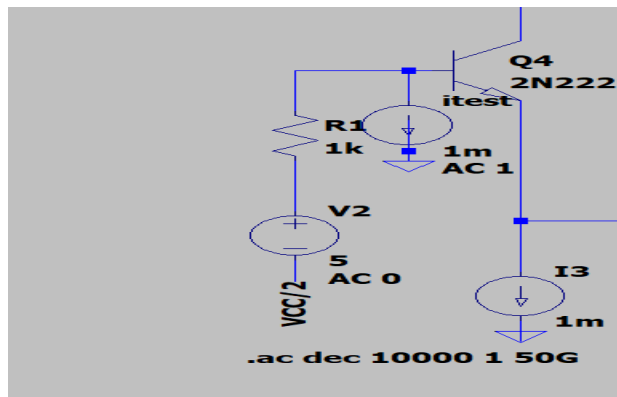 Q4
2N222
itest
R1
1k
1m
AC 1
V2
5
AC 0
VCC/2
I3
1m
.ac dec 10000 1 50G